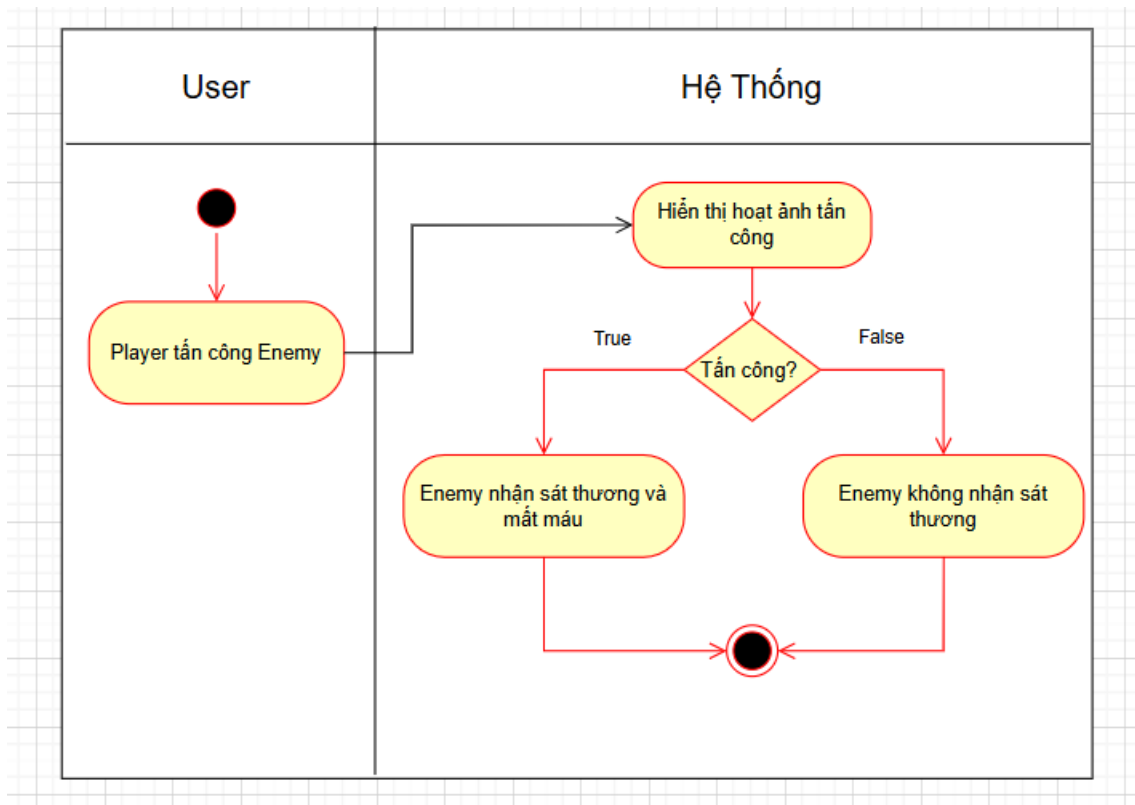 User
Hệ Thống
Hiển thị hoạt ảnh tấn
công
Player tấn công Enemy
True
False
Tấn công?
Enemy nhận sát thương và
mất máu
Enemy không nhận sát
thương